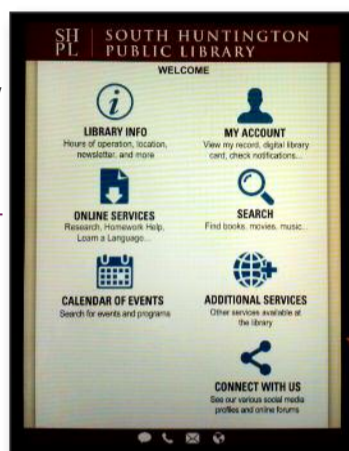 SH
PL
SOUTH HUNTINGTON
PUBLIC LIBRARY
WELCOME
LIBRARY INFO
Hours of operation, location,
newsletter, and more
MY ACCOUNT
View my record, digital library
card, check notifications...
ONLINE SERVICES
Research, Homework Help,
Learn a Language...
SEARCH
Find books, movies, music...
CALENDAR OF EVENTS
Search for events and programs
ADDITIONAL SERVICES
Other services available at
the library
CONNECT WITH US
See our various social media
profiles and online forums